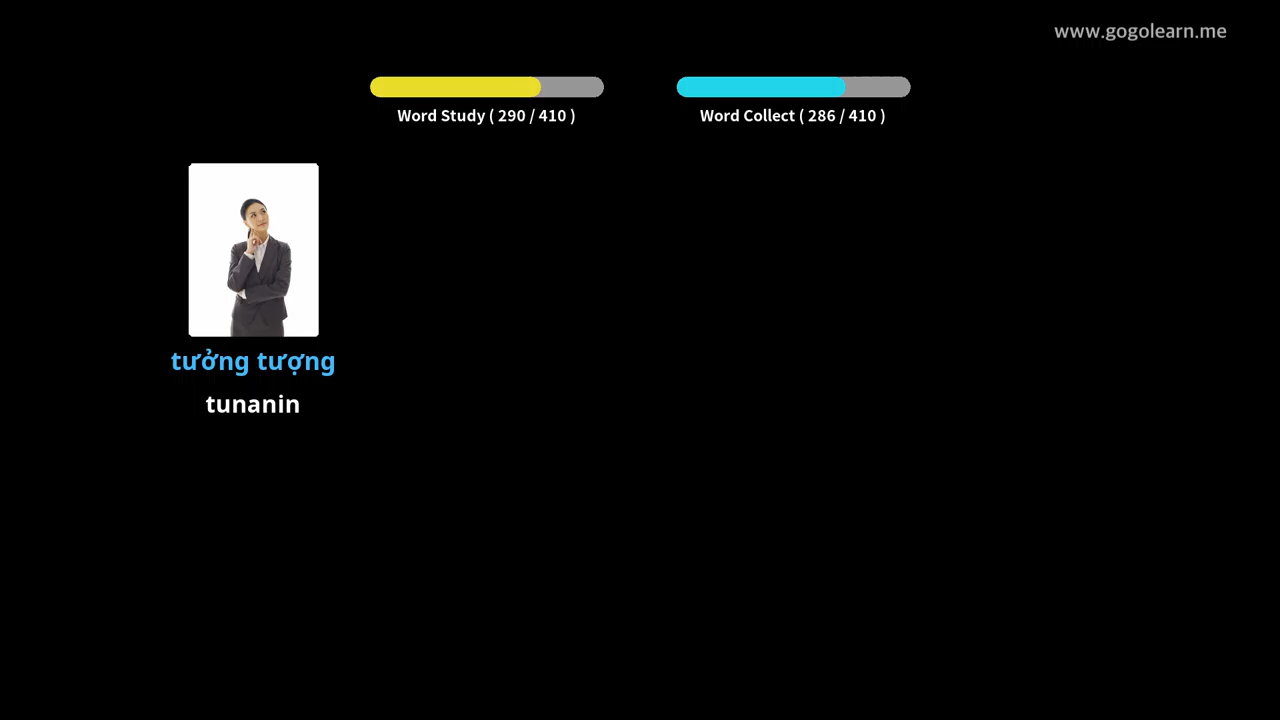 www.gogolearn.me
Word Study ( 290 / 410 )
Word Collect ( 286 / 410 )
tưởng tượng
tunanin